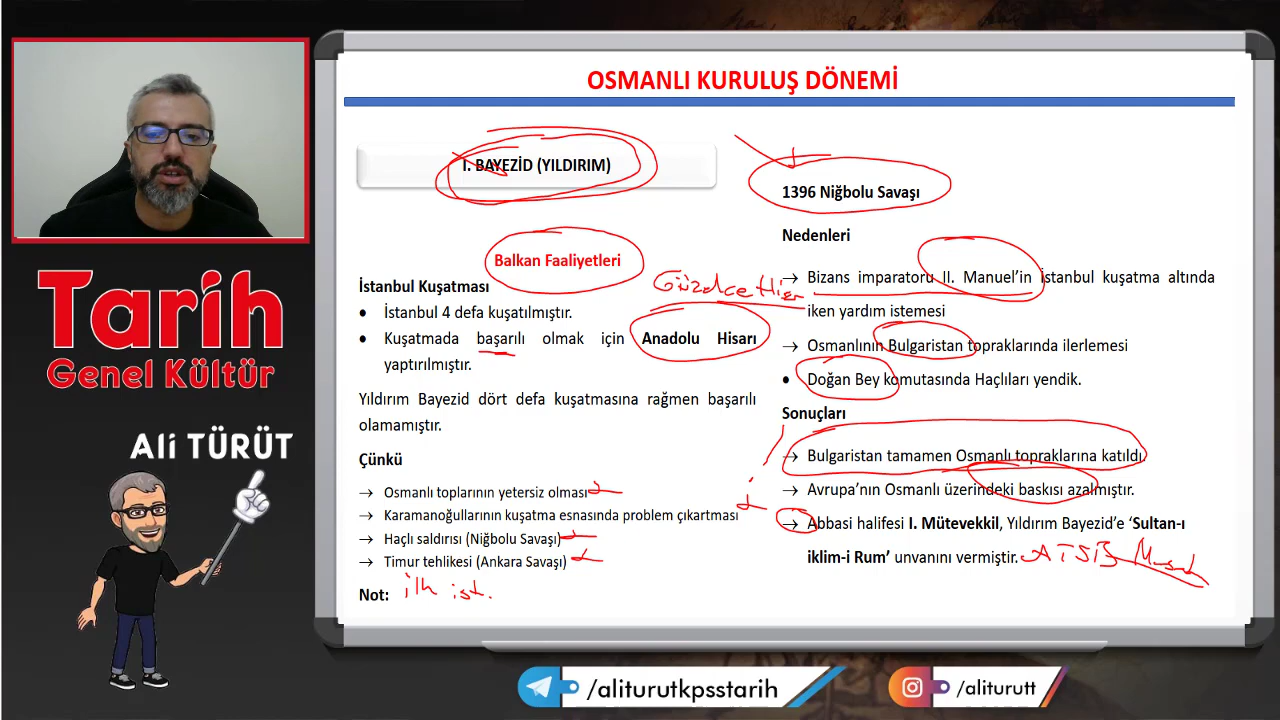 OSMANLI KURULUŞ DÖNEMİ
I. BAYEZİD (YILDIRIM)
Balkan Faaliyetleri
Güzelce Hisar
İstanbul Kuşatması
İstanbul 4 defa kuşatılmıştır.
Kuşatmada başarılı olmak için Anadolu Hisarı
yaptırılmıştır.
Yıldırım Bayezid dört defa kuşatmasına rağmen başarılı
olamamıştır.
Çünkü
→ Osmanlı toplarının yetersiz olması
→ Karamanoğullarının kuşatma esnasında problem çıkartması
→ Haçlı saldırısı (Niğbolu Savaşı)
→ Timur tehlikesi (Ankara Savaşı)
Not: ilk ist.
1396 Niğbolu Savaşı
Nedenleri
→ Bizans imparatoru II. Manuel’in İstanbul kuşatma altında
iken yardım istemesi
→ Osmanlının Bulgaristan topraklarında ilerlemesi
Doğan Bey komutasında Haçlıları yendik.
Sonuçları
→ Bulgaristan tamamen Osmanlı topraklarına katıldı.
→ Avrupa’nın Osmanlı üzerindeki baskısı azalmıştır.
→ Abbasi halifesi I. Mütevekkil, Yıldırım Bayezid’e ‘Sultan-ı
iklim-i Rum’ unvanını vermiştir.
Tarih
Genel Kültür
Ali TÜRÜT
/aliturutkpsstarih
/aliturutt